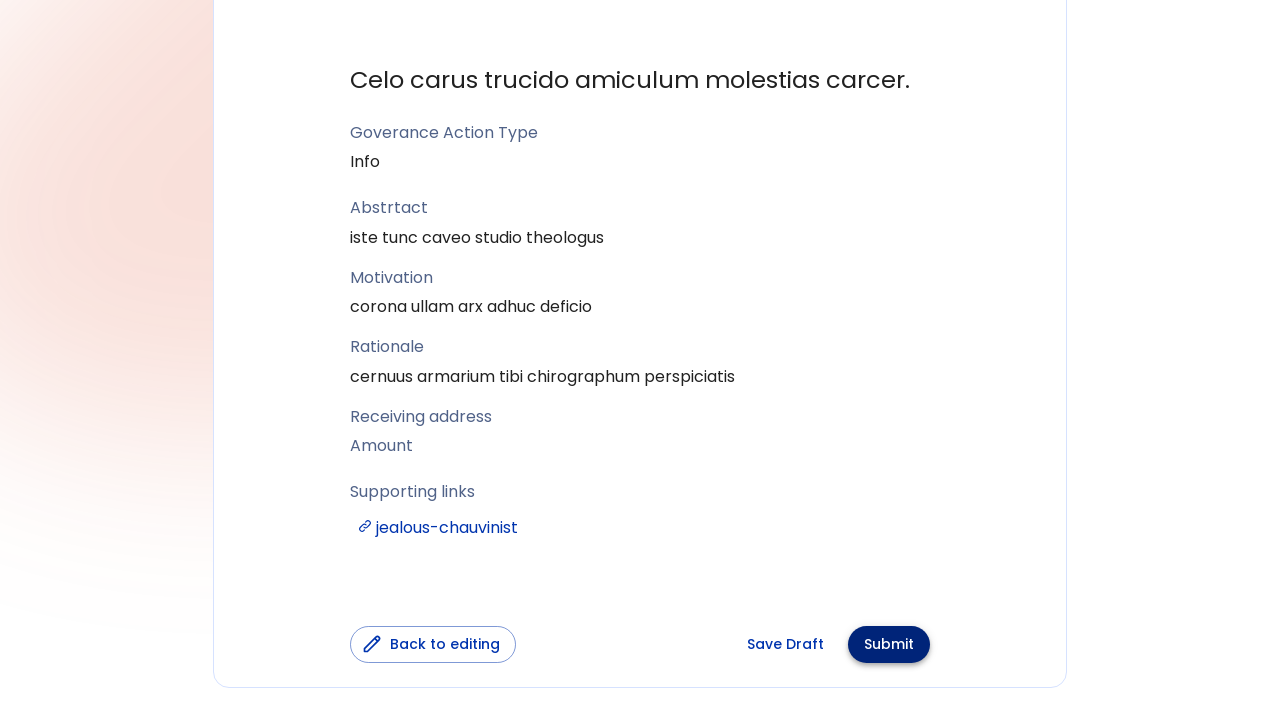 Celo carus trucido amiculum molestias carcer.
Goverance Action Type
Info
Abstrtact
iste tunc caveo studio theologus
Motivation
corona ullam arx adhuc deficio
Rationale
cernuus armarium tibi chirographum perspiciatis
Receiving address
Amount
Supporting links
jealous-chauvinist
Back to editing
Save Draft
Submit